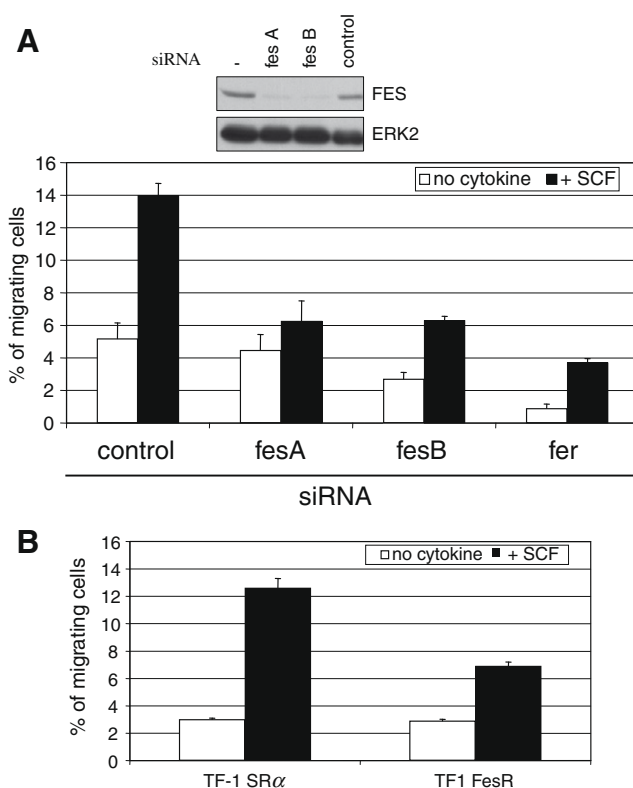 A
siRNA
-
fes A
fes B
control
FES
ERK2
% of migrating cells
16
14
12
10
8
6
4
2
0
no cytokine + SCF
control fesA fesB fer
siRNA
B
% of migrating cells
16
14
12
10
8
6
4
2
0
no cytokine + SCF
TF-1 SRα TF1 FesR